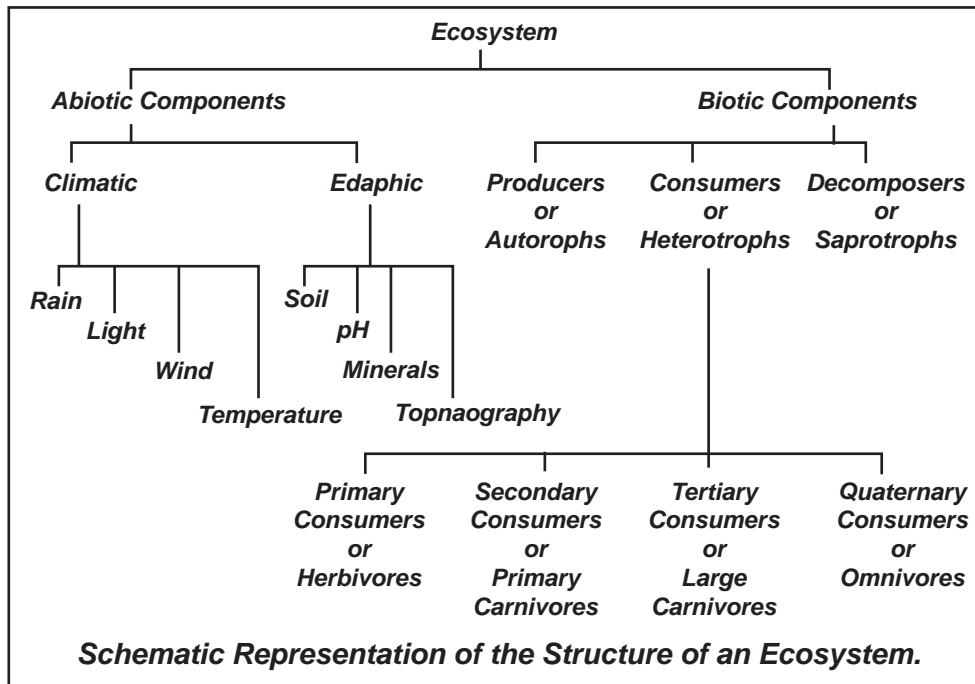 Ecosystem
Abiotic Components
Biotic Components
Climatic
Edaphic
Producers
or
Autorophs
Consumers
or
Heterotrophs
Decomposers
or
Saprotrophs
Rain
Light
Wind
Temperature
Soil
pH
Minerals
Topnaography
Primary
Consumers
or
Herbivores
Secondary
Consumers
or
Primary
Carnivores
Tertiary
Consumers
or
Large
Carnivores
Quaternary
Consumers
or
Omnivores
Schematic Representation of the Structure of an Ecosystem.